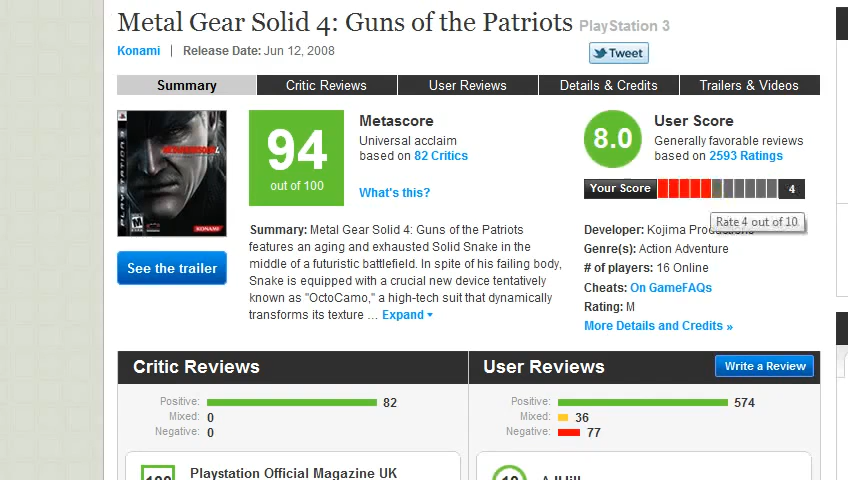 Metal Gear Solid 4: Guns of the Patriots PlayStation 3
Konami | Release Date: Jun 12, 2008
Tweet
Summary
Critic Reviews
User Reviews
Details & Credits
Trailers & Videos
94
out of 100
Metascore
Universal acclaim
based on 82 Critics
What's this?
8.0
User Score
Generally favorable reviews
based on 2593 Ratings
Your Score
4
Rate 4 out of 10
KONAMI
See the trailer
Summary: Metal Gear Solid 4: Guns of the Patriots
features an aging and exhausted Solid Snake in the
middle of a futuristic battlefield. In spite of his failing body,
Snake is equipped with a crucial new device tentatively
known as "OctoCamo," a high-tech suit that dynamically
transforms its texture ... Expand
Developer: Kojima Productions
Genre(s): Action Adventure
# of players: 16 Online
Cheats: On GameFAQs
Rating: M
More Details and Credits »
Critic Reviews
Positive: 82
Mixed: 0
Negative: 0
User Reviews
Write a Review
Positive: 574
Mixed: 36
Negative: 77
Playstation Official Magazine UK